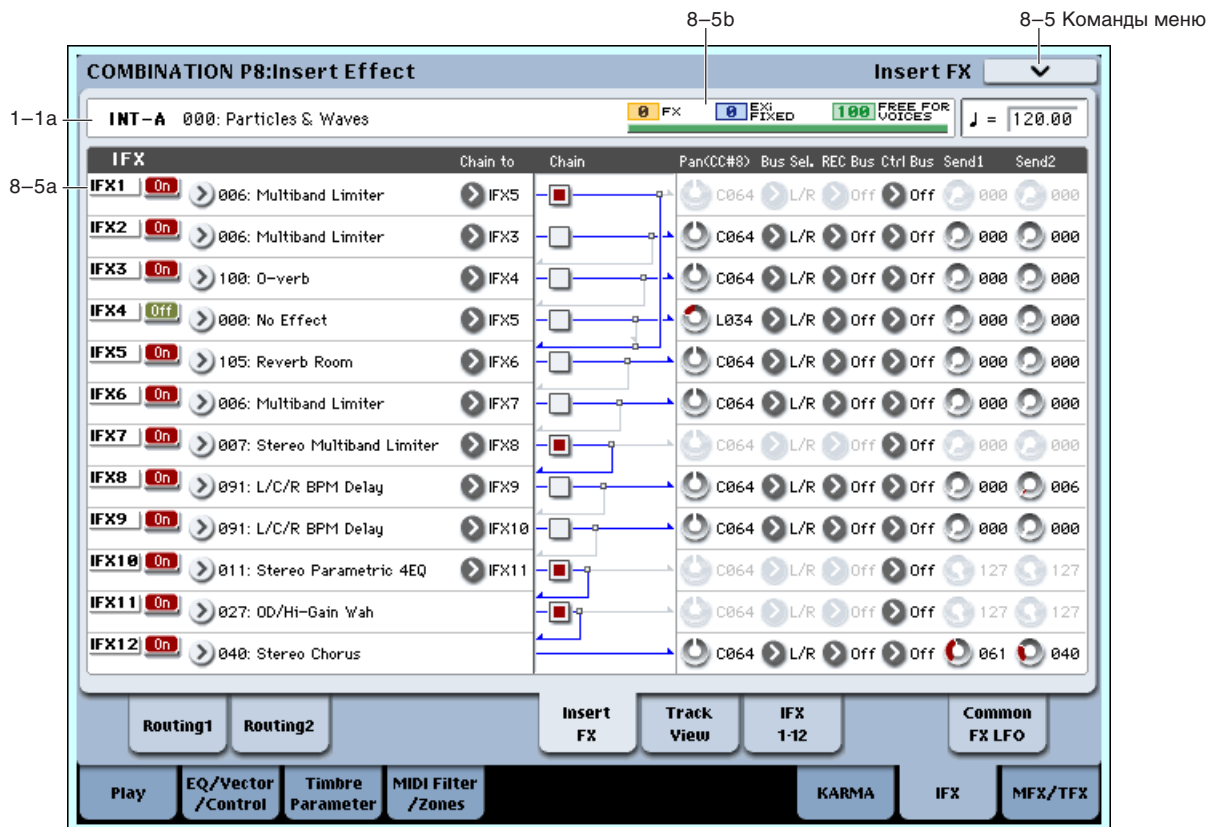 8–5b 8–5 Команды меню
COMBINATION P8:Insert Effect Insert FX
1–1a INT-A 000: Particles & Waves 0 FX 0 EXi FIXED 100 FREE FOR VOICES ♩ = 120.00
IFX Chain to Chain Pan(CC#8) Bus Sel. REC Bus Ctrl Bus Send1 Send2
8–5a IFX1 On 006: Multiband Limiter IFX5 C064 L/R Off Off 000 000
IFX2 On 006: Multiband Limiter IFX3 C064 L/R Off Off 000 000
IFX3 On 100: O-verb IFX4 C064 L/R Off Off 000 000
IFX4 Off 000: No Effect IFX5 L034 L/R Off Off 000 000
IFX5 On 105: Reverb Room IFX6 C064 L/R Off Off 000 000
IFX6 On 006: Multiband Limiter IFX7 C064 L/R Off Off 000 000
IFX7 On 007: Stereo Multiband Limiter IFX8 C064 L/R Off Off 000 000
IFX8 On 091: L/C/R BPM Delay IFX9 C064 L/R Off Off 000 006
IFX9 On 091: L/C/R BPM Delay IFX10 C064 L/R Off Off 000 000
IFX10 On 011: Stereo Parametric 4EQ IFX11 C064 L/R Off Off 127 127
IFX11 On 027: OD/Hi-Gain Wah C064 L/R Off Off 127 127
IFX12 On 040: Stereo Chorus C064 L/R Off Off 061 040
Routing1 Routing2 Insert FX Track View IFX 1-12 Common FX LFO
Play EQ/Vector /Control Timbre Parameter MIDI Filter /Zones KARMA IFX MFX/TFX